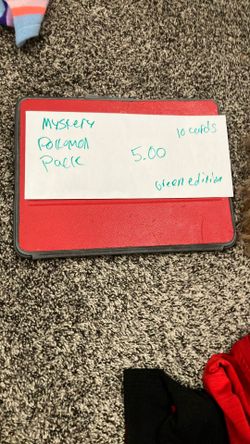 Mystery
Pokemon
Pack
10 cards
5.00
Green edition